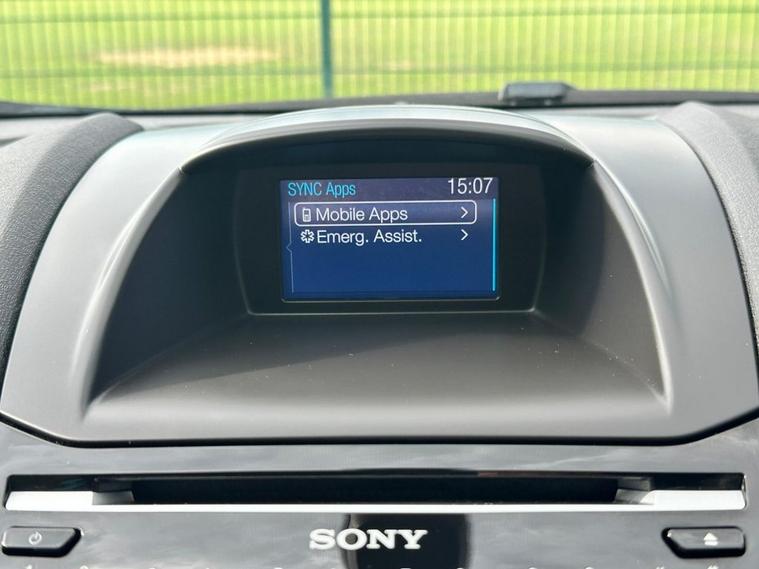 SYNC Apps 15:07
Mobile Apps
Emerg. Assist.
SONY